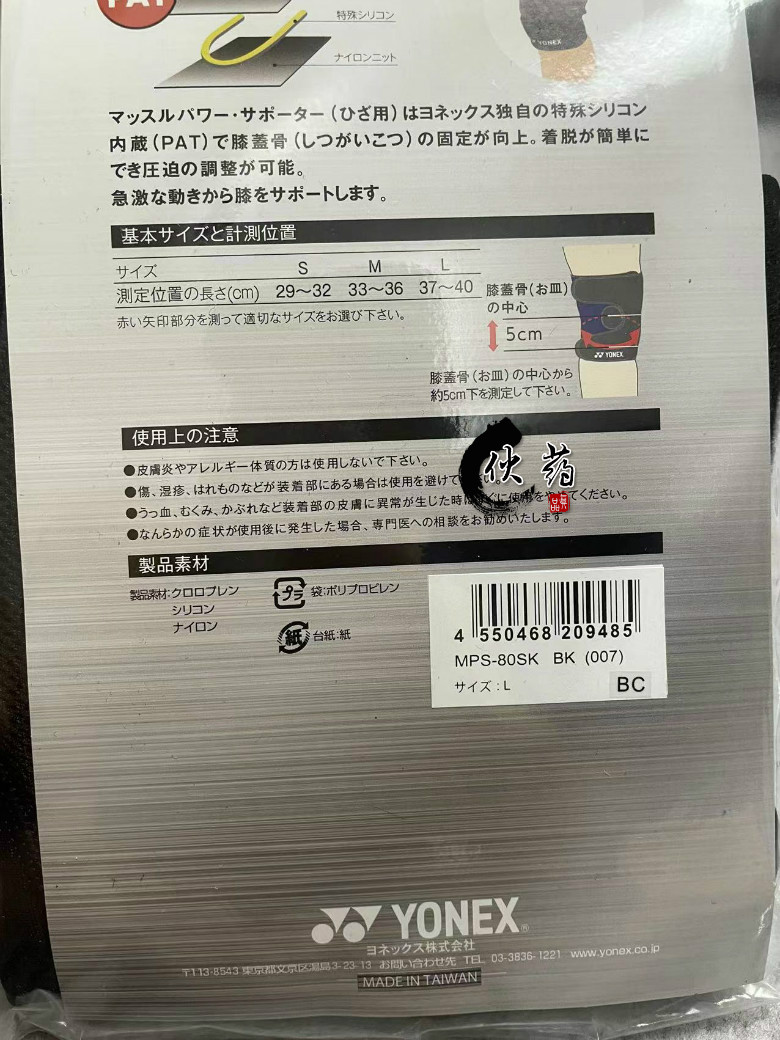 PAT
特殊シリコン
ナイロンニット
YONEX
マッスルパワー・サポーター(ひざ用)はヨネックス独自の特殊シリコン
内蔵(PAT)で膝蓋骨(しつがいこつ)の固定が向上。着脱が簡単に
でき圧迫の調整が可能。
急激な動きから膝をサポートします。
基本サイズと計測位置
サイズ S M L
測定位置の長さ(cm) 29〜32 33〜36 37〜40
赤い矢印部分を測って適切なサイズをお選び下さい。
膝蓋骨(お皿)
の中心
5cm
YONEX
膝蓋骨(お皿)の中心から
約5cm下を測定して下さい。
使用上の注意
●皮膚炎やアレルギー体質の方は使用しないで下さい。
●傷、湿疹、はれものなどが装着部にある場合は使用を避けて
●うっ血、むくみ、かぶれなど装着部の皮膚に異常が生じた時はすぐに使用をやめてください。
●なんらかの症状が使用後に発生した場合、専門医への相談をお勧めいたします。
伙药
製品素材
製品素材:クロロプレン
シリコン
ナイロン
プラ 袋:ポリプロピレン
紙 台紙:紙
4 550468 209485
MPS-80SK BK (007)
サイズ:L
BC
YONEX®
ヨネックス株式会社
〒113-8543 東京都文京区湯島3-23-13 お問い合わせ先 TEL 03-3836-1221 www.yonex.co.jp
MADE IN TAIWAN